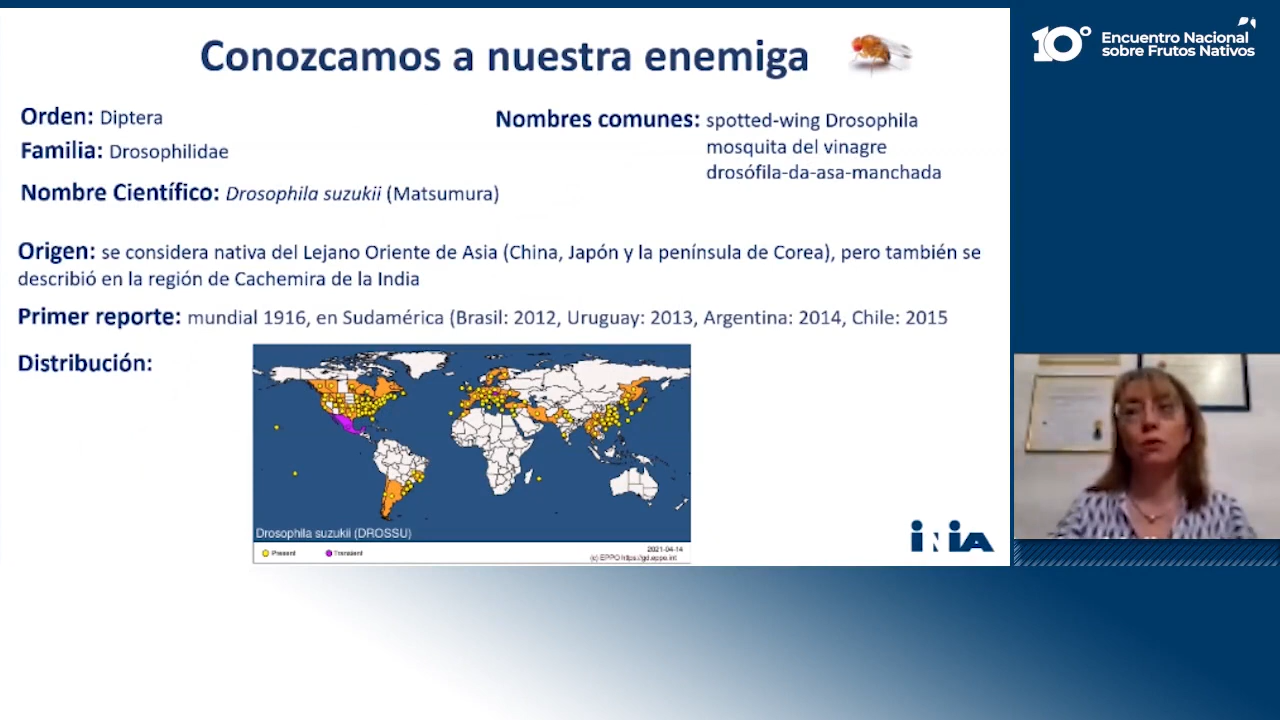 Conozcamos a nuestra enemiga
10° Encuentro Nacional
sobre Frutos Nativos
Orden: Diptera
Familia: Drosophilidae
Nombre Científico: Drosophila suzukii (Matsumura)
Nombres comunes: spotted-wing Drosophila
mosquita del vinagre
drosófila-da-asa-manchada
Origen: se considera nativa del Lejano Oriente de Asia (China, Japón y la península de Corea), pero también se
describió en la región de Cachemira de la India
Primer reporte: mundial 1916, en Sudamérica (Brasil: 2012, Uruguay: 2013, Argentina: 2014, Chile: 2015
Distribución:
Drosophila suzukii (DROSSU)
Present
Transient
2021-04-14
(c) EPPO https://gd.eppo.int
INIA